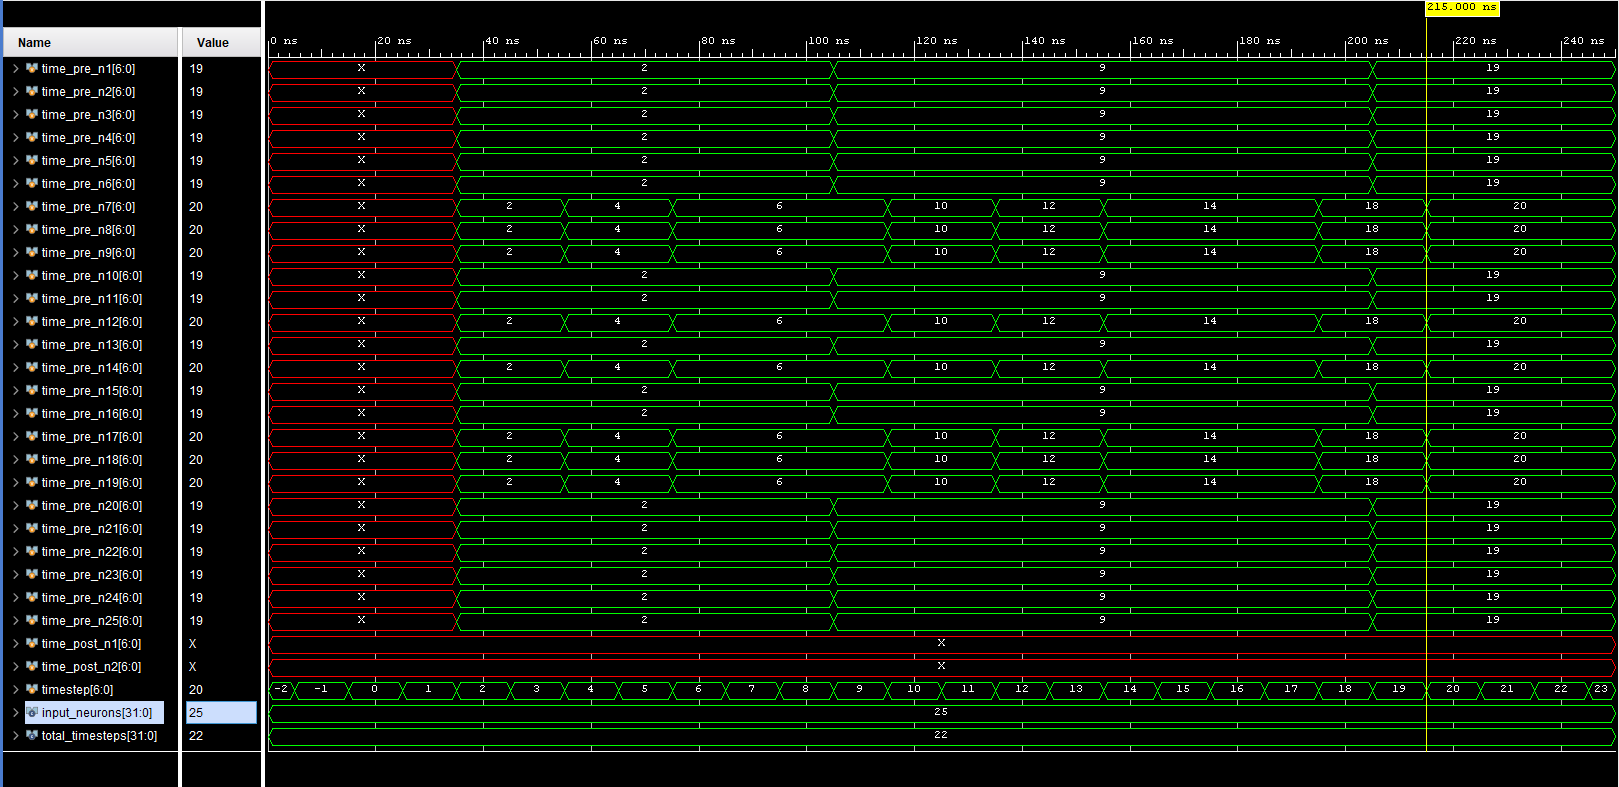 215.000 ns
Name Value 0 ns 20 ns 40 ns 60 ns 80 ns 100 ns 120 ns 140 ns 160 ns 180 ns 200 ns 220 ns 240 ns
time_pre_n1[6:0] 19 X 2 9 19
time_pre_n2[6:0] 19 X 2 9 19
time_pre_n3[6:0] 19 X 2 9 19
time_pre_n4[6:0] 19 X 2 9 19
time_pre_n5[6:0] 19 X 2 9 19
time_pre_n6[6:0] 19 X 2 9 19
time_pre_n7[6:0] 20 X 2 4 6 10 12 14 18 20
time_pre_n8[6:0] 20 X 2 4 6 10 12 14 18 20
time_pre_n9[6:0] 20 X 2 4 6 10 12 14 18 20
time_pre_n10[6:0] 19 X 2 9 19
time_pre_n11[6:0] 19 X 2 9 19
time_pre_n12[6:0] 20 X 2 4 6 10 12 14 18 20
time_pre_n13[6:0] 19 X 2 9 19
time_pre_n14[6:0] 20 X 2 4 6 10 12 14 18 20
time_pre_n15[6:0] 19 X 2 9 19
time_pre_n16[6:0] 19 X 2 9 19
time_pre_n17[6:0] 20 X 2 4 6 10 12 14 18 20
time_pre_n18[6:0] 20 X 2 4 6 10 12 14 18 20
time_pre_n19[6:0] 20 X 2 4 6 10 12 14 18 20
time_pre_n20[6:0] 19 X 2 9 19
time_pre_n21[6:0] 19 X 2 9 19
time_pre_n22[6:0] 19 X 2 9 19
time_pre_n23[6:0] 19 X 2 9 19
time_pre_n24[6:0] 19 X 2 9 19
time_pre_n25[6:0] 19 X 2 9 19
time_post_n1[6:0] X X
time_post_n2[6:0] X X
timestep[6:0] 20 -2 -1 0 1 2 3 4 5 6 7 8 9 10 11 12 13 14 15 16 17 18 19 20 21 22 23
input_neurons[31:0] 25 25
total_timesteps[31:0] 22 22